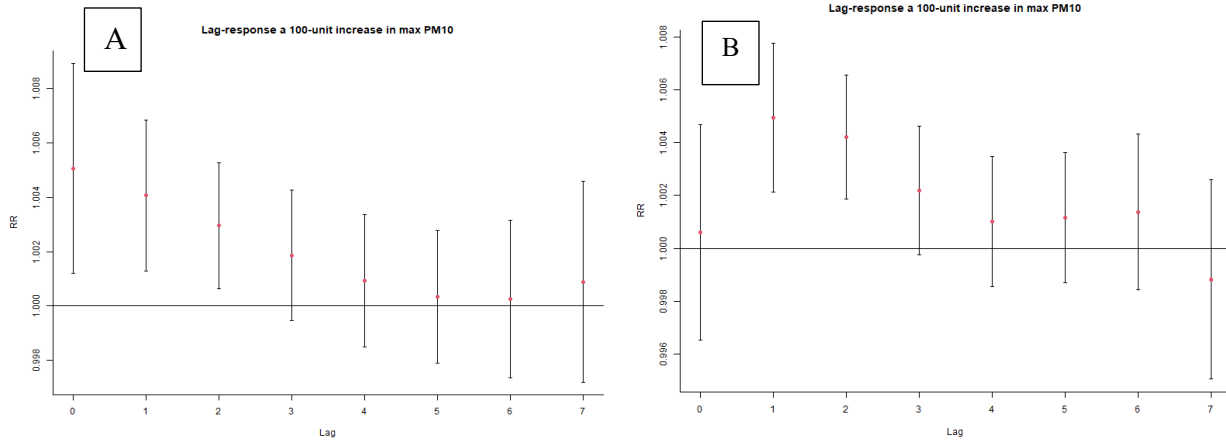 A
Lag-response a 100-unit increase in max PM10
RR
1.008
1.006
1.004
1.002
1.000
0.998
0 1 2 3 4 5 6 7
Lag
B
Lag-response a 100-unit increase in max PM10
RR
1.008
1.006
1.004
1.002
1.000
0.998
0.996
0 1 2 3 4 5 6 7
Lag